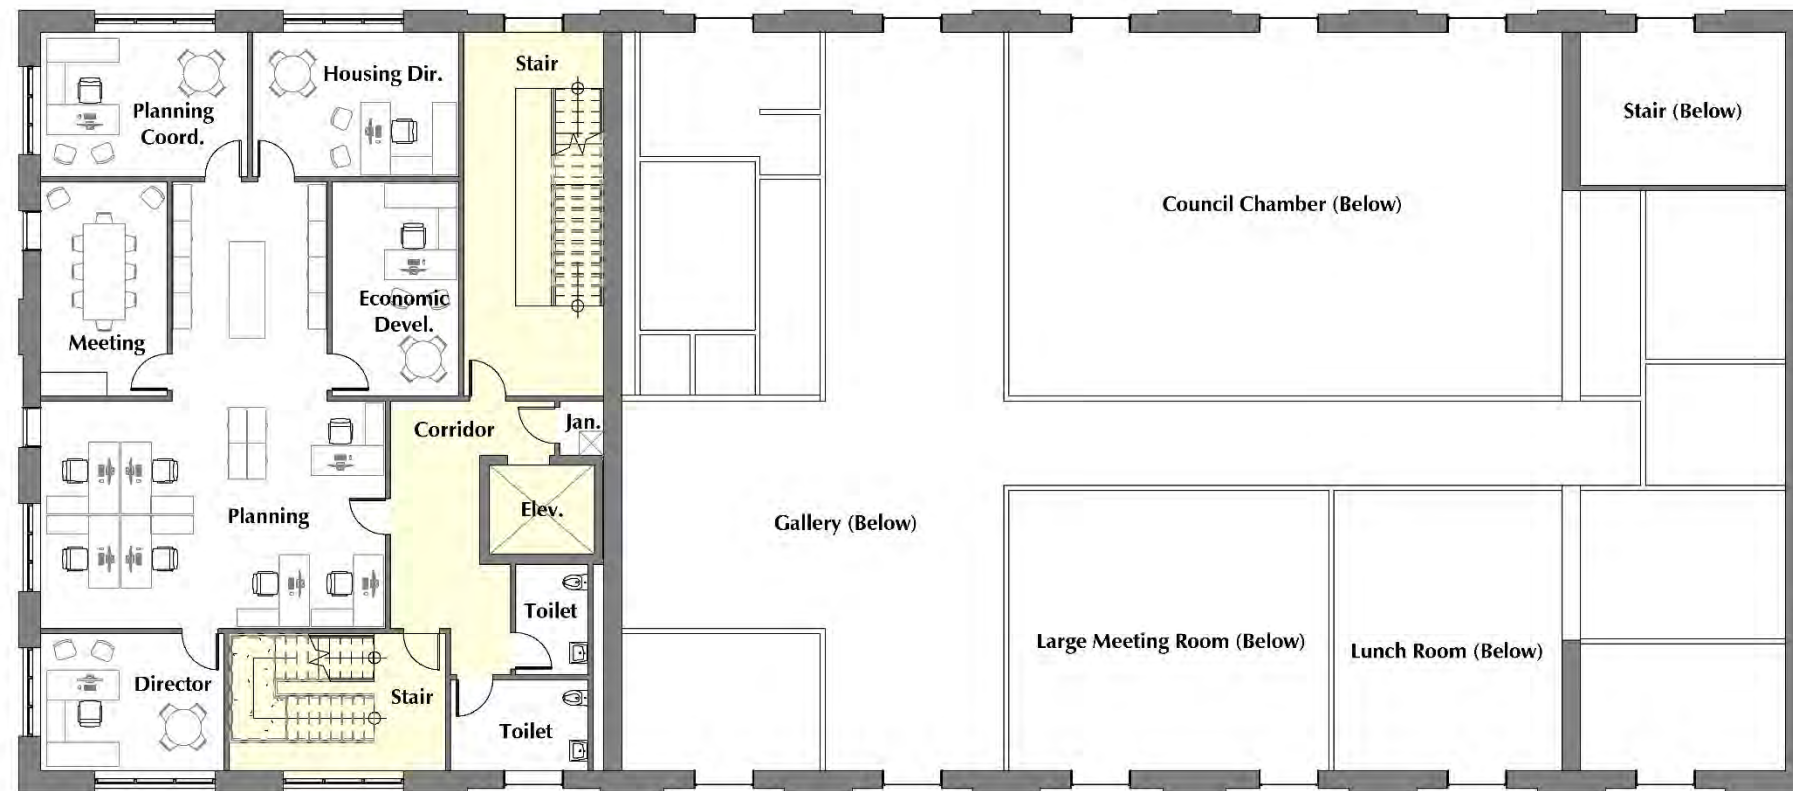 Stair
Housing Dir.
Planning
Coord.
Stair (Below)
Council Chamber (Below)
Economic
Devel.
Meeting
Corridor
Jan.
Elev.
Planning
Gallery (Below)
Toilet
Large Meeting Room (Below)
Lunch Room (Below)
Director
Stair
Toilet